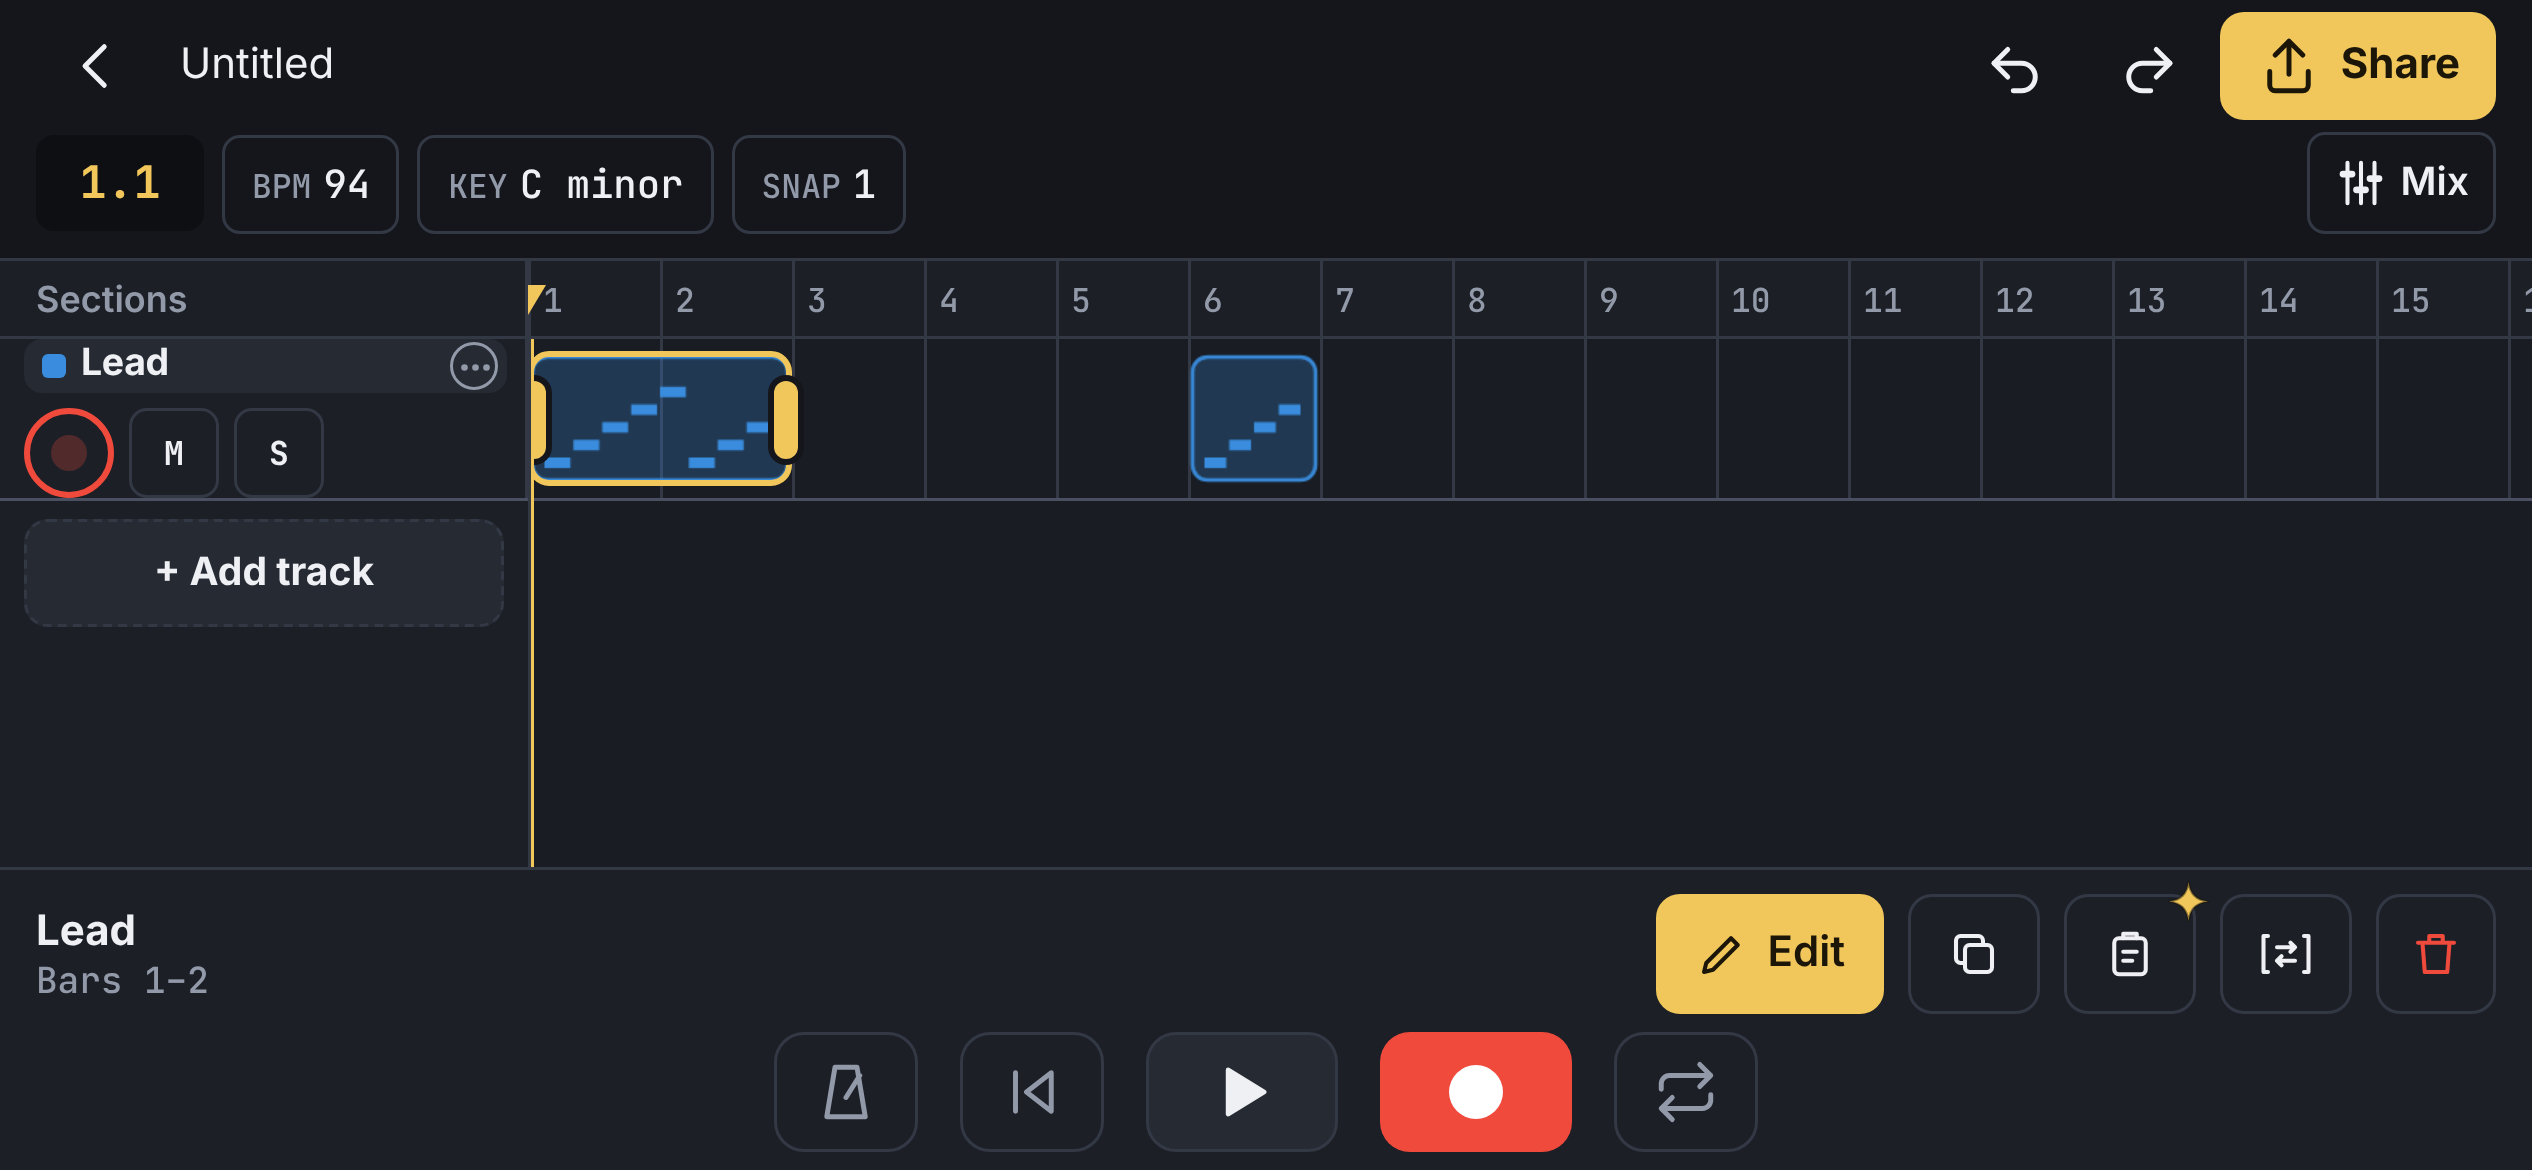 Untitled
Share
1.1
BPM 94
KEY C minor
SNAP 1
Mix
Sections
1 2 3 4 5 6 7 8 9 10 11 12 13 14 15
Lead
M S
+ Add track
Lead
Bars 1–2
Edit